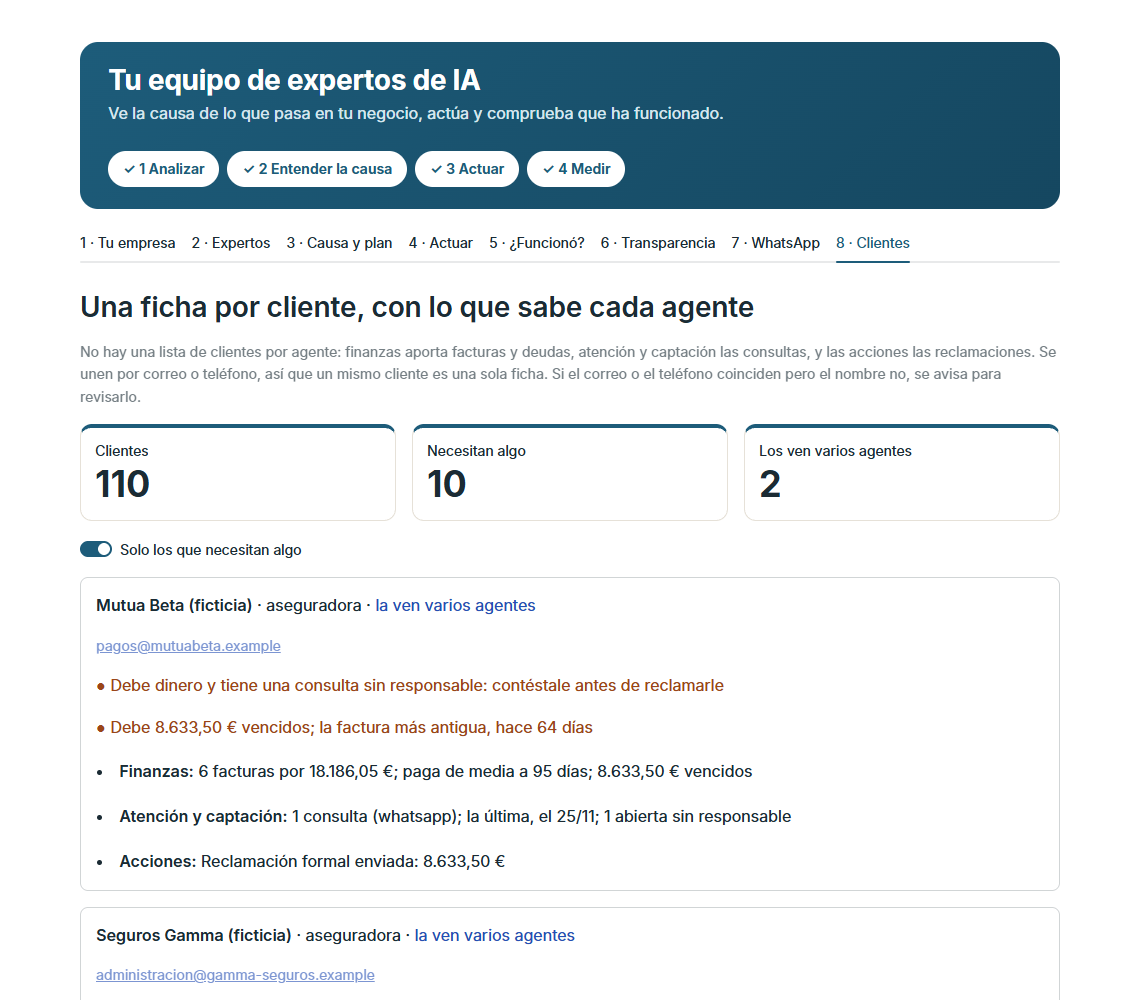 Tu equipo de expertos de IA
Ve la causa de lo que pasa en tu negocio, actúa y comprueba que ha funcionado.
✓ 1 Analizar
✓ 2 Entender la causa
✓ 3 Actuar
✓ 4 Medir
1 · Tu empresa
2 · Expertos
3 · Causa y plan
4 · Actuar
5 · ¿Funcionó?
6 · Transparencia
7 · WhatsApp
8 · Clientes
Una ficha por cliente, con lo que sabe cada agente
No hay una lista de clientes por agente: finanzas aporta facturas y deudas, atención y captación las consultas, y las acciones las reclamaciones. Se
unen por correo o teléfono, así que un mismo cliente es una sola ficha. Si el correo o el teléfono coinciden pero el nombre no, se avisa para
revisarlo.
Clientes
110
Necesitan algo
10
Los ven varios agentes
2
Solo los que necesitan algo
Mutua Beta (ficticia) · aseguradora · la ven varios agentes
pagos@mutuabeta.example
● Debe dinero y tiene una consulta sin responsable: contéstale antes de reclamarle
● Debe 8.633,50 € vencidos; la factura más antigua, hace 64 días
• Finanzas: 6 facturas por 18.186,05 €; paga de media a 95 días; 8.633,50 € vencidos
• Atención y captación: 1 consulta (whatsapp); la última, el 25/11; 1 abierta sin responsable
• Acciones: Reclamación formal enviada: 8.633,50 €
Seguros Gamma (ficticia) · aseguradora · la ven varios agentes
administracion@gamma-seguros.example